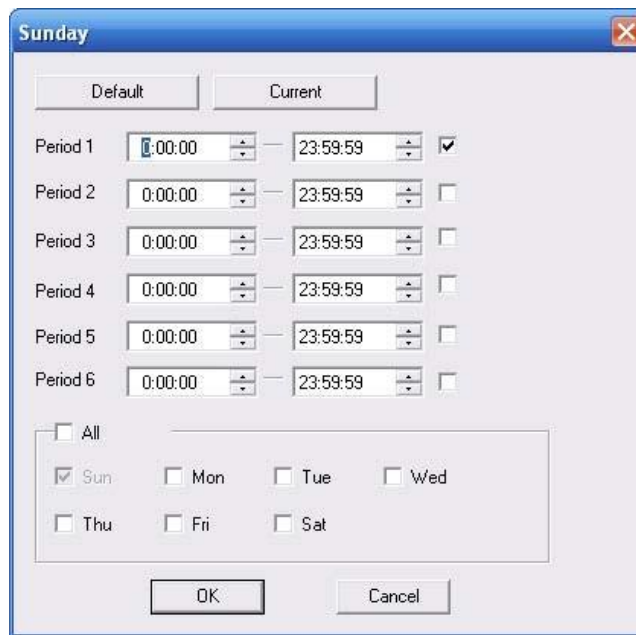 Sunday
Default Current
Period 1 0:00:00 23:59:59
Period 2 0:00:00 23:59:59
Period 3 0:00:00 23:59:59
Period 4 0:00:00 23:59:59
Period 5 0:00:00 23:59:59
Period 6 0:00:00 23:59:59
All
Sun Mon Tue Wed
Thu Fri Sat
OK Cancel